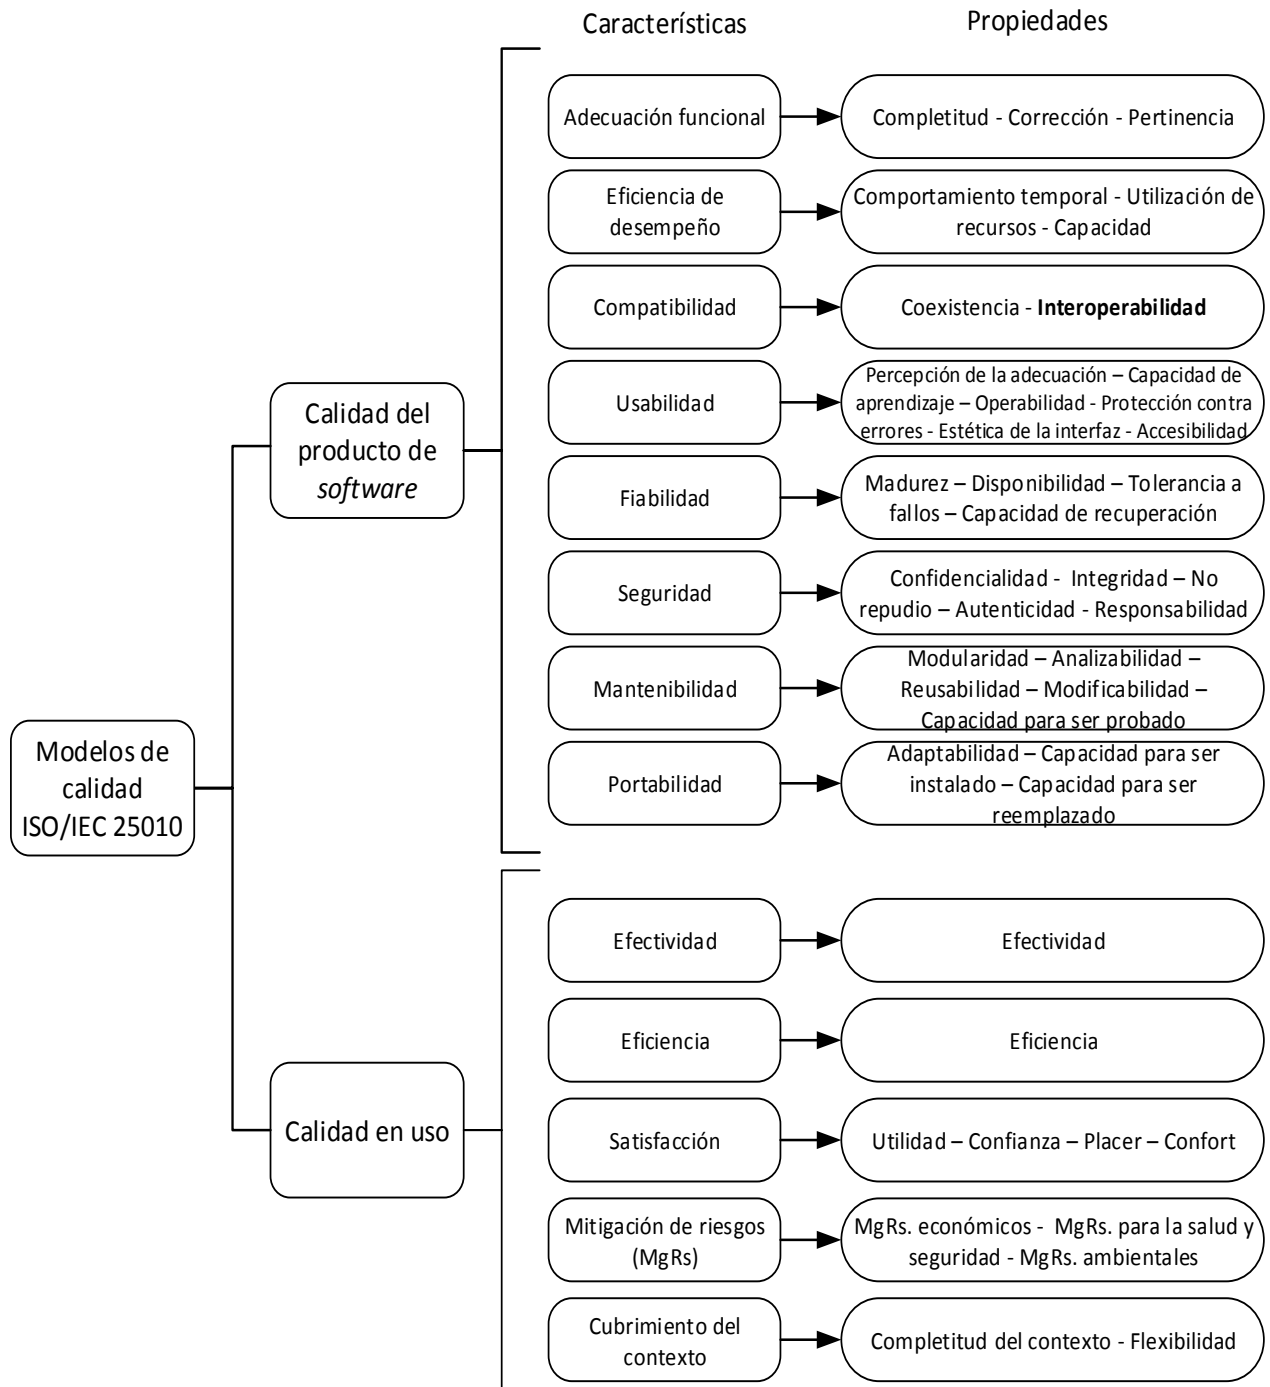 Características
Propiedades
Adecuación funcional
Completitud - Corrección - Pertinencia
Eficiencia de
desempeño
Comportamiento temporal - Utilización de
recursos - Capacidad
Compatibilidad
Coexistencia - Interoperabilidad
Usabilidad
Percepción de la adecuación – Capacidad de
aprendizaje – Operabilidad - Protección contra
errores - Estética de la interfaz - Accesibilidad
Fiabilidad
Madurez – Disponibilidad – Tolerancia a
fallos – Capacidad de recuperación
Seguridad
Confidencialidad - Integridad – No
repudio – Autenticidad - Responsabilidad
Mantenibilidad
Modularidad – Analizabilidad –
Reusabilidad – Modificabilidad –
Capacidad para ser probado
Portabilidad
Adaptabilidad – Capacidad para ser
instalado – Capacidad para ser
reemplazado
Calidad del
producto de
software
Modelos de
calidad
ISO/IEC 25010
Calidad en uso
Efectividad
Efectividad
Eficiencia
Eficiencia
Satisfacción
Utilidad – Confianza – Placer – Confort
Mitigación de riesgos
(MgRs)
MgRs. económicos - MgRs. para la salud y
seguridad - MgRs. ambientales
Cubrimiento del
contexto
Completitud del contexto - Flexibilidad